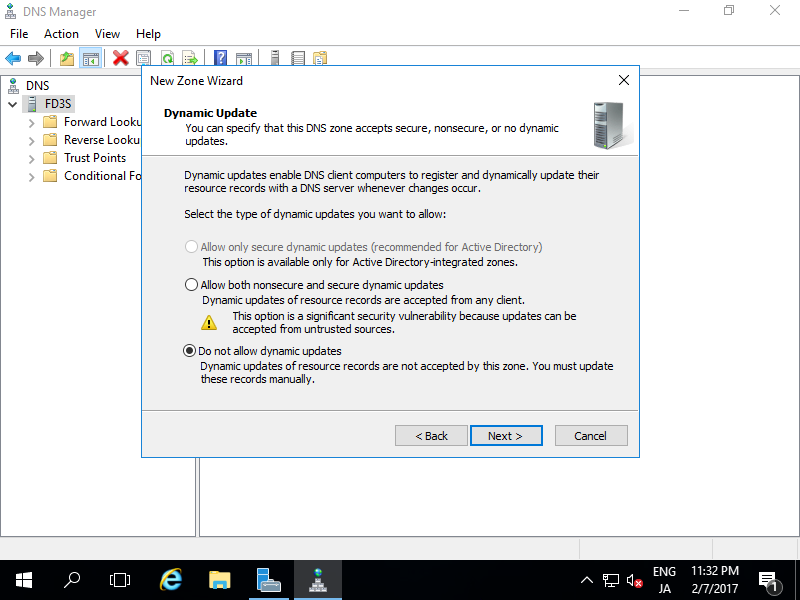 DNS Manager
File Action View Help
DNS
FD3S
Forward Looku
Reverse Looku
Trust Points
Conditional Fo
New Zone Wizard
Dynamic Update
You can specify that this DNS zone accepts secure, nonsecure, or no dynamic
updates.
Dynamic updates enable DNS client computers to register and dynamically update their
resource records with a DNS server whenever changes occur.
Select the type of dynamic updates you want to allow:
Allow only secure dynamic updates (recommended for Active Directory)
This option is available only for Active Directory-integrated zones.
Allow both nonsecure and secure dynamic updates
Dynamic updates of resource records are accepted from any client.
This option is a significant security vulnerability because updates can be
accepted from untrusted sources.
Do not allow dynamic updates
Dynamic updates of resource records are not accepted by this zone. You must update
these records manually.
< Back Next > Cancel
ENG 11:32 PM
JA 2/7/2017 1